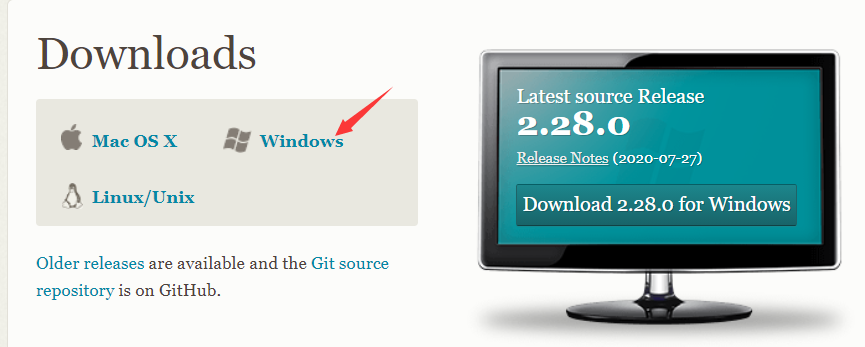 Downloads
Mac OS X
Windows
Linux/Unix
Older releases are available and the Git source
repository is on GitHub.
Latest source Release
2.28.0
Release Notes (2020-07-27)
Download 2.28.0 for Windows